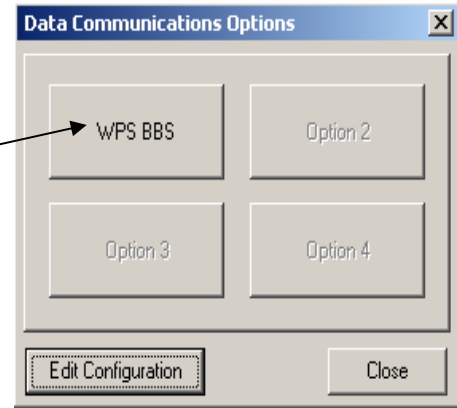 Data Communications Options
WPS BBS
Option 2
Option 3
Option 4
Edit Configuration
Close